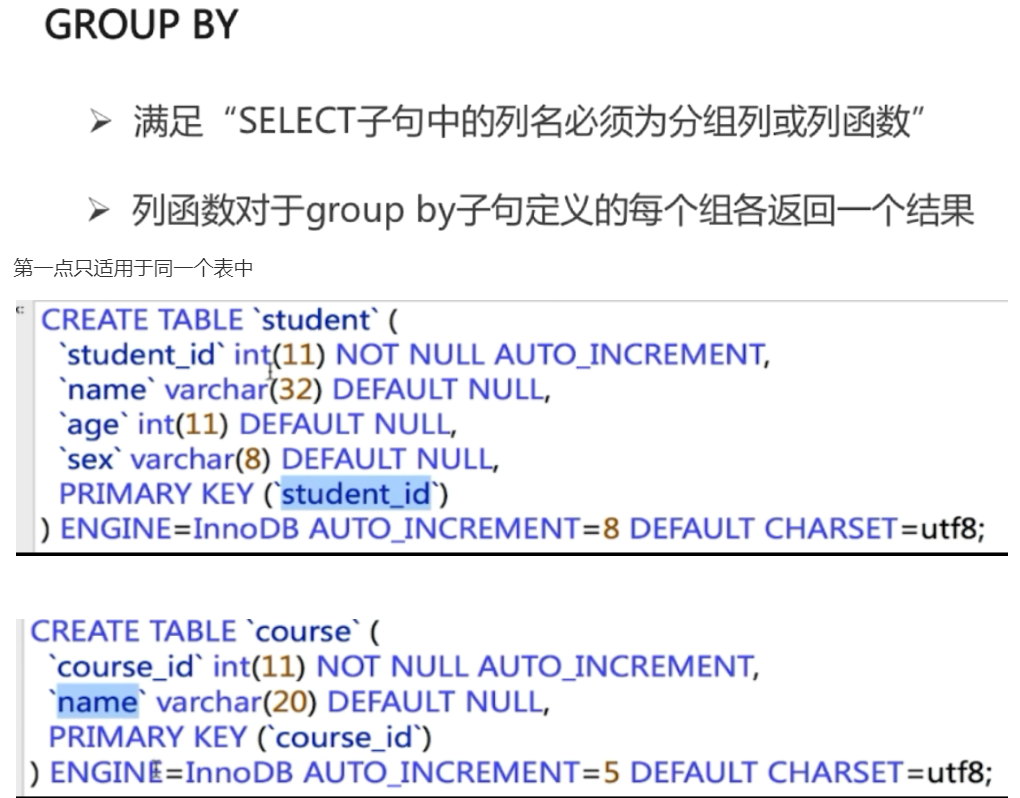 GROUP BY
➢ 满足“SELECT子句中的列名必须为分组列或列函数”
➢ 列函数对于group by子句定义的每个组各返回一个结果
第一点只适用于同一个表中
CREATE TABLE `student` (
`student_id` int(11) NOT NULL AUTO_INCREMENT,
`name` varchar(32) DEFAULT NULL,
`age` int(11) DEFAULT NULL,
`sex` varchar(8) DEFAULT NULL,
PRIMARY KEY (`student_id`)
) ENGINE=InnoDB AUTO_INCREMENT=8 DEFAULT CHARSET=utf8;
CREATE TABLE `course` (
`course_id` int(11) NOT NULL AUTO_INCREMENT,
`name` varchar(20) DEFAULT NULL,
PRIMARY KEY (`course_id`)
) ENGINE=InnoDB AUTO_INCREMENT=5 DEFAULT CHARSET=utf8;